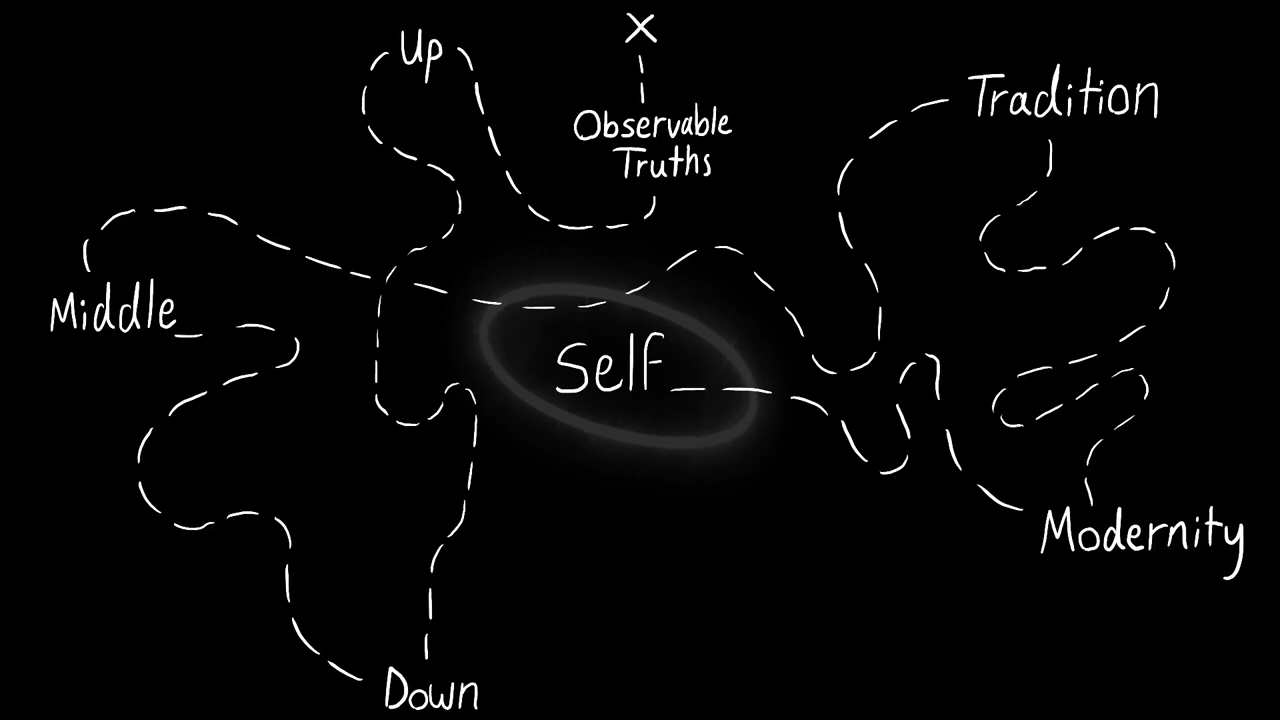 Up
X
Observable
Truths
Tradition
Middle
Self
Modernity
Down